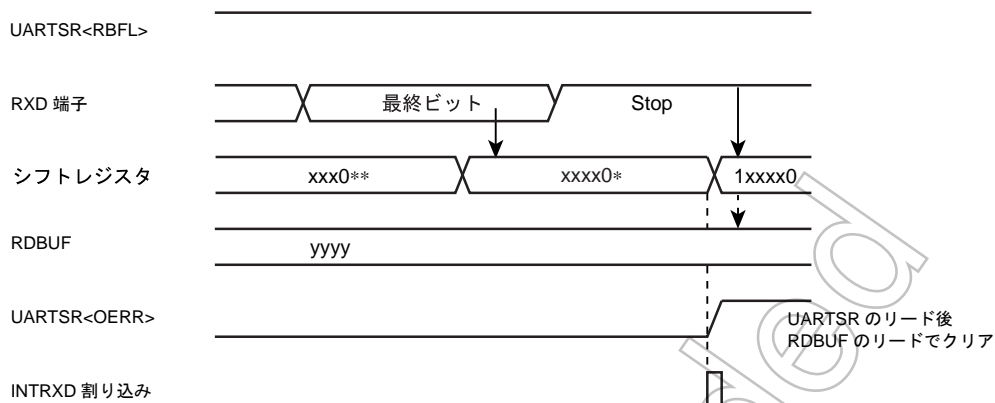 UARTSR<RBFL>
RXD 端子 最終ビット Stop
シフトレジスタ xxx0** xxxx0* 1xxxx0
RDBUF yyyy
UARTSR<OERR> UARTSR のリード後
RDBUF のリードでクリア
INTRXD 割り込み